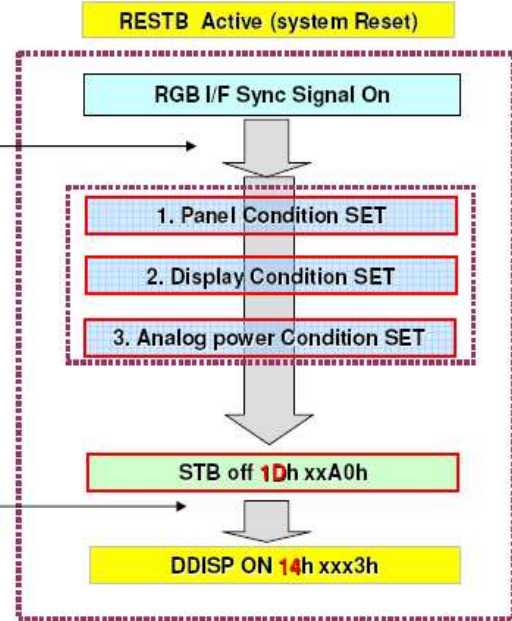 RESTB Active (system Reset)
RGB I/F Sync Signal On
1. Panel Condition SET
2. Display Condition SET
3. Analog power Condition SET
STB off 1Dh xxA0h
DDISP ON 14h xxx3h